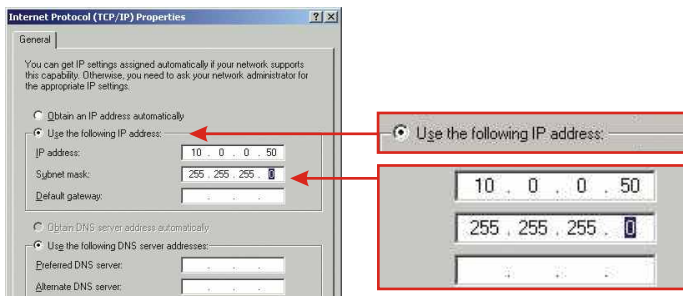 Internet Protocol (TCP/IP) Properties
General
You can get IP settings assigned automatically if your network supports
this capability. Otherwise, you need to ask your network administrator for
the appropriate IP settings.
Obtain an IP address automatically
Use the following IP address:
IP address: 10 . 0 . 0 . 50
Subnet mask: 255 . 255 . 255 . 0
Default gateway: . . .
Obtain DNS server address automatically
Use the following DNS server addresses:
Preferred DNS server: . . .
Alternate DNS server: . . .
Use the following IP address:
10 . 0 . 0 . 50
255 . 255 . 255 . 0
. . .